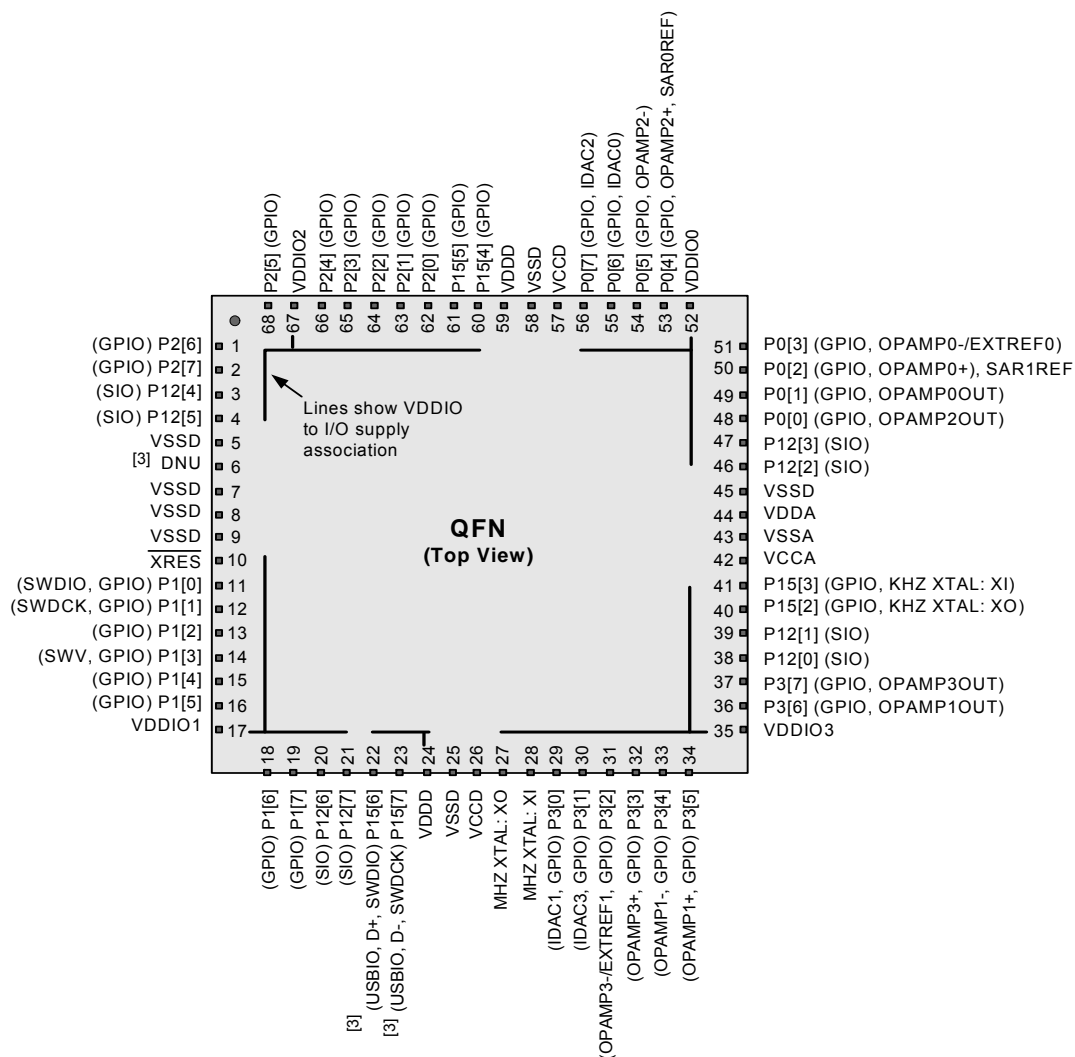 P2[5] (GPIO)
VDDIO2
P2[4] (GPIO)
P2[3] (GPIO)
P2[2] (GPIO)
P2[1] (GPIO)
P2[0] (GPIO)
P15[5] (GPIO)
P15[4] (GPIO)
VDDD
VSSD
VCCD
P0[7] (GPIO, IDAC2)
P0[6] (GPIO, IDAC0)
P0[5] (GPIO, OPAMP2-)
P0[4] (GPIO, OPAMP2+, SAR0REF)
VDDIO0
68
67
66
65
64
63
62
61
60
59
58
57
56
55
54
53
52
(GPIO) P2[6] 1
(GPIO) P2[7] 2
(SIO) P12[4] 3
(SIO) P12[5] 4
VSSD 5
[3] DNU 6
VSSD 7
VSSD 8
VSSD 9
XRES 10
(SWDIO, GPIO) P1[0] 11
(SWDCK, GPIO) P1[1] 12
(GPIO) P1[2] 13
(SWV, GPIO) P1[3] 14
(GPIO) P1[4] 15
(GPIO) P1[5] 16
VDDIO1 17
Lines show VDDIO
to I/O supply
association
QFN
(Top View)
51 P0[3] (GPIO, OPAMP0-/EXTREF0)
50 P0[2] (GPIO, OPAMP0+), SAR1REF
49 P0[1] (GPIO, OPAMP0OUT)
48 P0[0] (GPIO, OPAMP2OUT)
47 P12[3] (SIO)
46 P12[2] (SIO)
45 VSSD
44 VDDA
43 VSSA
42 VCCA
41 P15[3] (GPIO, KHZ XTAL: XI)
40 P15[2] (GPIO, KHZ XTAL: XO)
39 P12[1] (SIO)
38 P12[0] (SIO)
37 P3[7] (GPIO, OPAMP3OUT)
36 P3[6] (GPIO, OPAMP1OUT)
35 VDDIO3
18
19
20
21
22
23
24
25
26
27
28
29
30
31
32
33
34
(GPIO) P1[6]
(GPIO) P1[7]
(SIO) P12[6]
(SIO) P12[7]
[3] (USBIO, D+, SWDIO) P15[6]
[3] (USBIO, D-, SWDCK) P15[7]
VDDD
VSSD
VCCD
MHZ XTAL: XO
MHZ XTAL: XI
(IDAC1, GPIO) P3[0]
(IDAC3, GPIO) P3[1]
(OPAMP3-/EXTREF1, GPIO) P3[2]
(OPAMP3+, GPIO) P3[3]
(OPAMP1-, GPIO) P3[4]
(OPAMP1+, GPIO) P3[5]